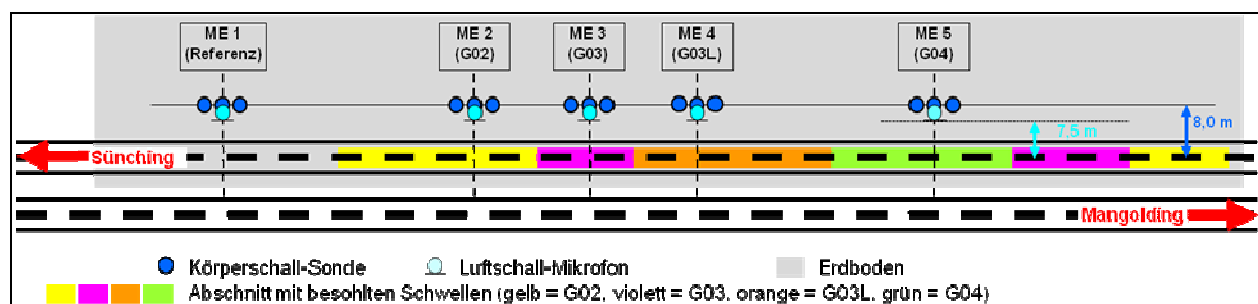 ME 1
(Referenz)
ME 2
(G02)
ME 3
(G03)
ME 4
(G03L)
ME 5
(G04)
7,5 m
8,0 m
Sünching
Mangolding
Körperschall-Sonde
Luftschall-Mikrofon
Erdboden
Abschnitt mit besohlten Schwellen (gelb = G02, violett = G03, orange = G03L, grün = G04)